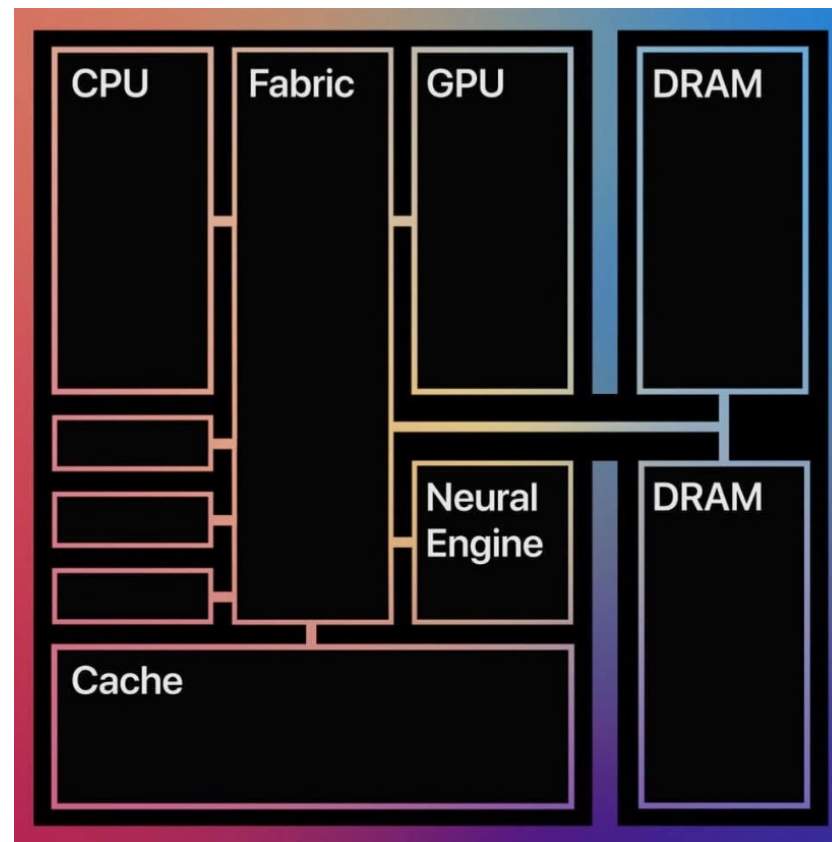 CPU
Fabric
GPU
DRAM
Neural
Engine
DRAM
Cache